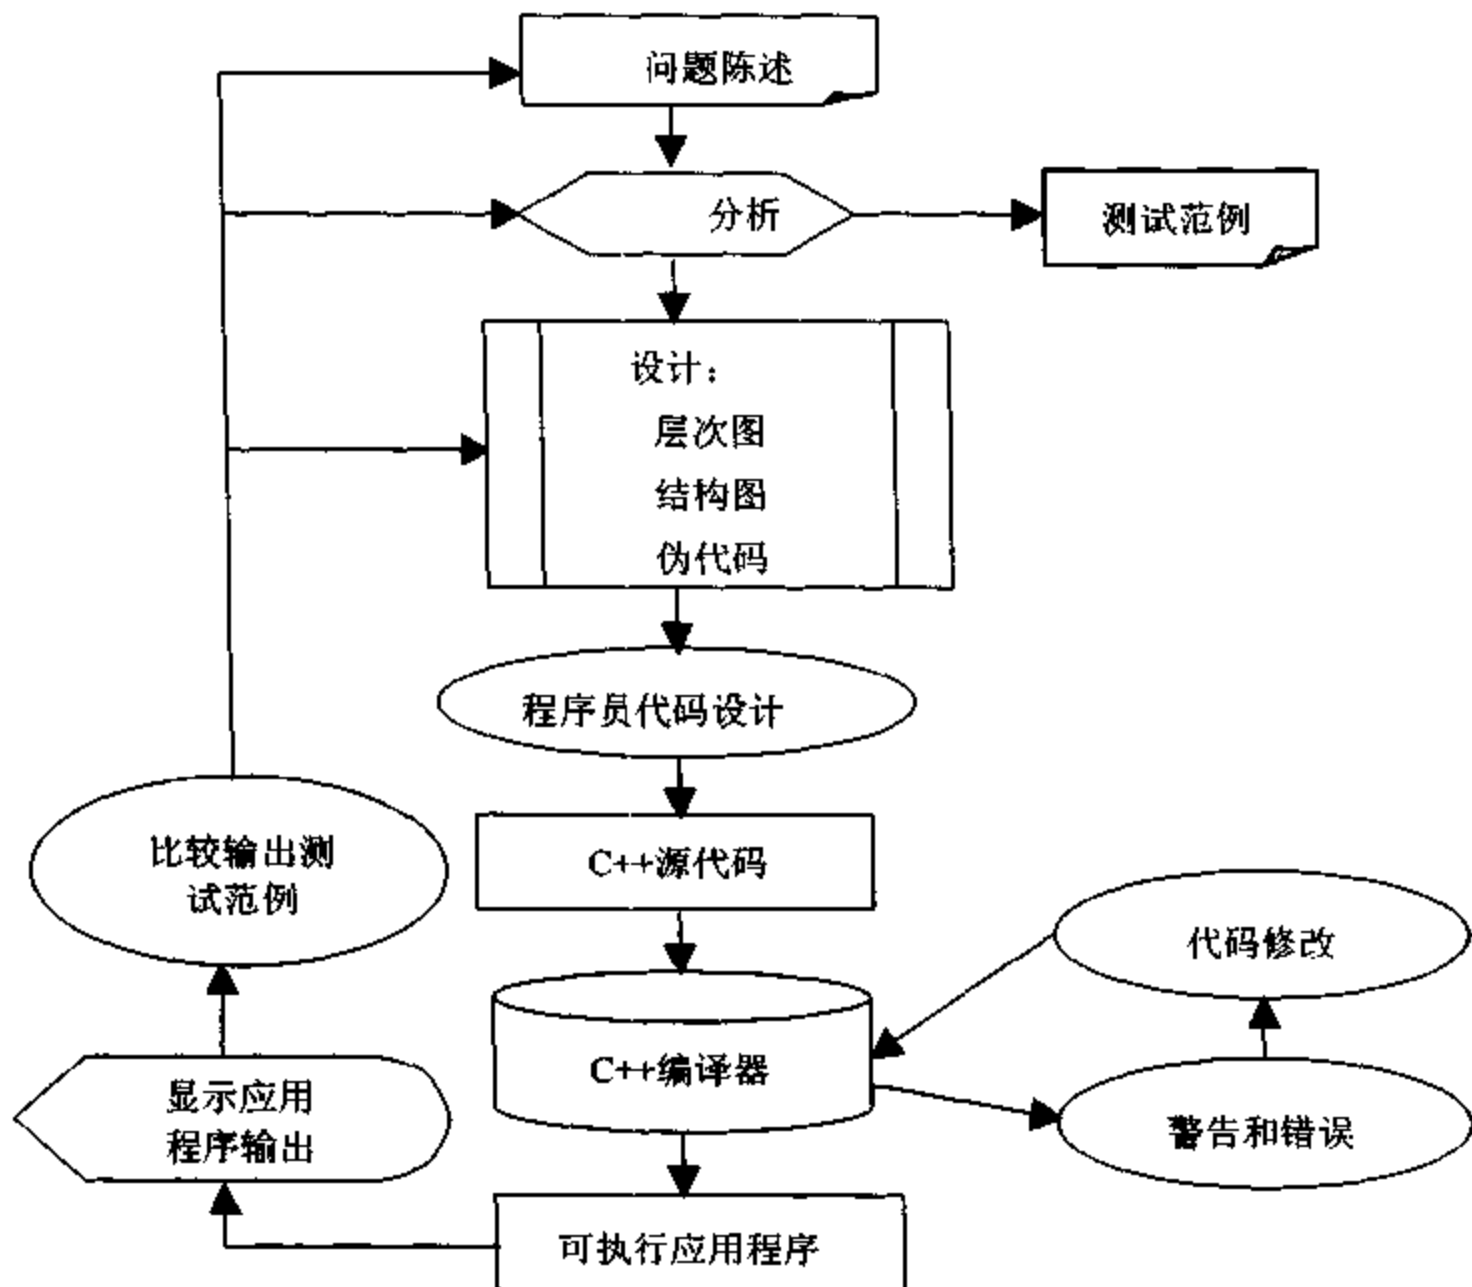 问题陈述
分析
测试范例
设计：
层次图
结构图
伪代码
程序员代码设计
比较输出测
试范例
C++源代码
代码修改
C++编译器
显示应用
程序输出
警告和错误
可执行应用程序